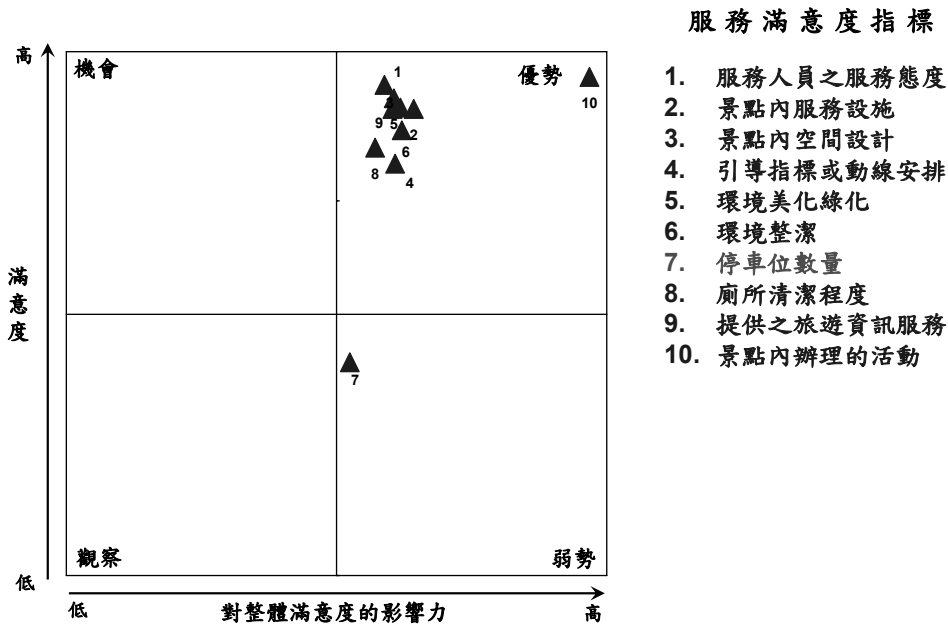 服務滿意度指標
高
機會
優勢
1
10
3
9
5
2
6
8
4
滿意度
7
觀察
弱勢
低
低
對整體滿意度的影響力
高
1. 服務人員之服務態度
2. 景點內服務設施
3. 景點內空間設計
4. 引導指標或動線安排
5. 環境美化綠化
6. 環境整潔
7. 停車位數量
8. 廁所清潔程度
9. 提供之旅遊資訊服務
10. 景點內辦理的活動